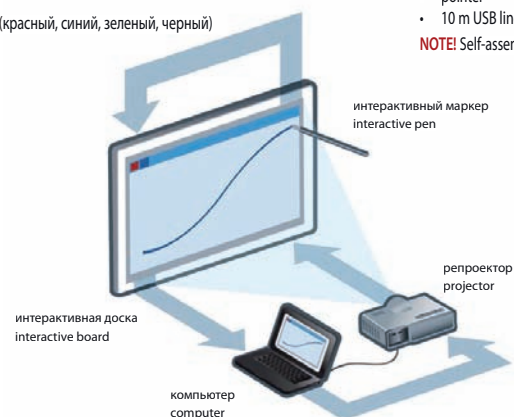 pointer
(красный, синий, зеленый, черный)
• 10 m USB lin
NOTE! Self-assem
интерактивный маркер
interactive pen
репроектор
projector
интерактивная доска
interactive board
компьютер
computer